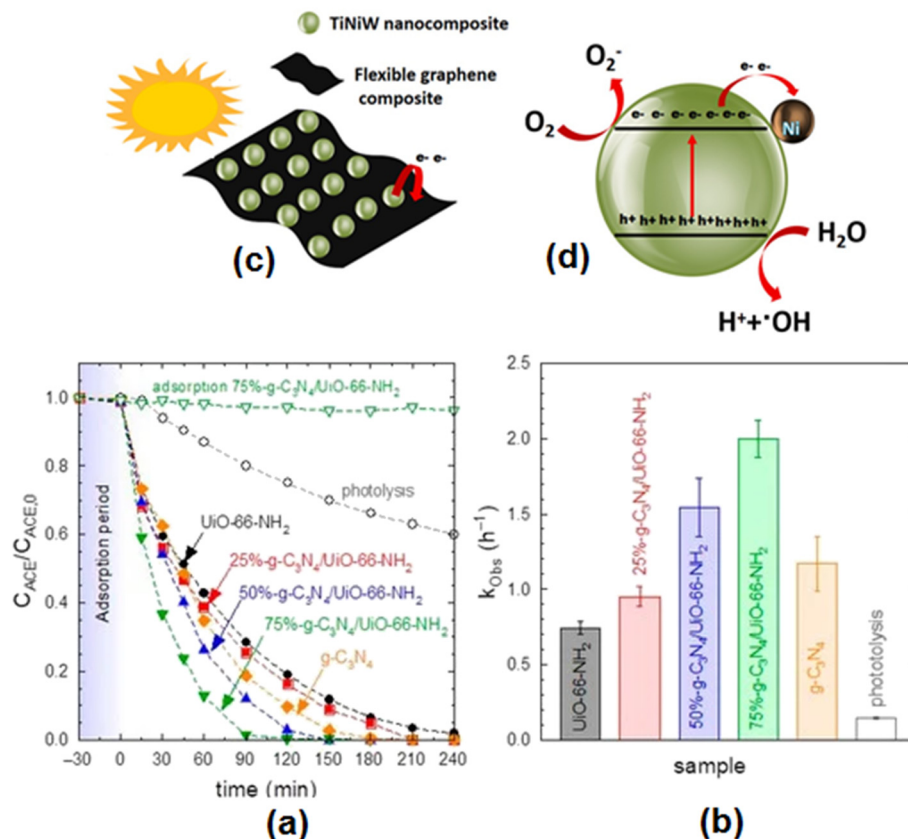 TiNiW nanocomposite
Flexible graphene
composite
e- e-
(c)
O₂⁻
O₂
e- e-
e- e- e- e- e- e- e-
Ni
h+ h+ h+ h+ h+ h+ h+ h+
H₂O
H⁺+•OH
(d)
C_ACE/C_ACE,0
1.0
0.8
0.6
0.4
0.2
0.0
Adsorption period
adsorption 75%-g-C₃N₄/UiO-66-NH₂
photolysis
UiO-66-NH₂
25%-g-C₃N₄/UiO-66-NH₂
50%-g-C₃N₄/UiO-66-NH₂
75%-g-C₃N₄/UiO-66-NH₂
g-C₃N₄
−30 0 30 60 90 120 150 180 210 240
time (min)
(a)
k_Obs (h⁻¹)
2.5
2.0
1.5
1.0
0.5
0.0
UiO-66-NH₂
25%-g-C₃N₄/UiO-66-NH₂
50%-g-C₃N₄/UiO-66-NH₂
75%-g-C₃N₄/UiO-66-NH₂
g-C₃N₄
photolysis
sample
(b)